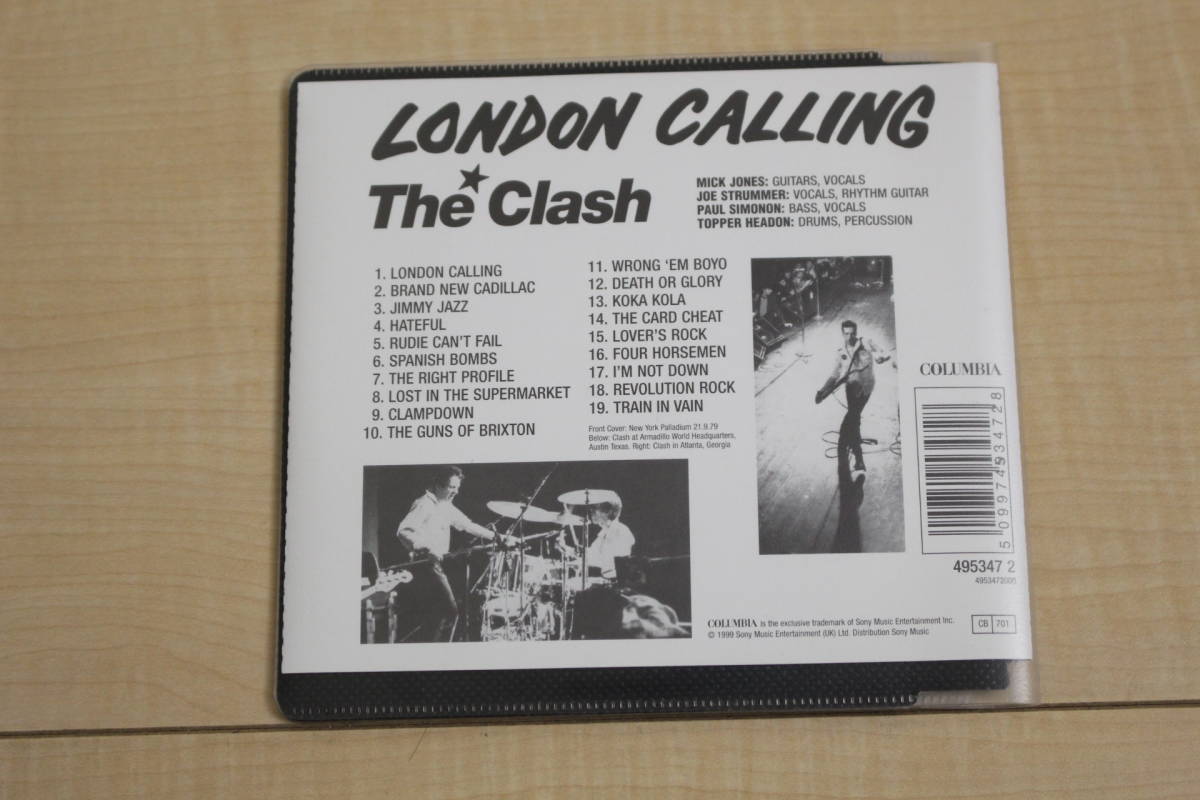 LONDON CALLING
The Clash
MICK JONES: GUITARS, VOCALS
JOE STRUMMER: VOCALS, RHYTHM GUITAR
PAUL SIMONON: BASS, VOCALS
TOPPER HEADON: DRUMS, PERCUSSION
1. LONDON CALLING
2. BRAND NEW CADILLAC
3. JIMMY JAZZ
4. HATEFUL
5. RUDIE CAN'T FAIL
6. SPANISH BOMBS
7. THE RIGHT PROFILE
8. LOST IN THE SUPERMARKET
9. CLAMPDOWN
10. THE GUNS OF BRIXTON
11. WRONG 'EM BOYO
12. DEATH OR GLORY
13. KOKA KOLA
14. THE CARD CHEAT
15. LOVER'S ROCK
16. FOUR HORSEMEN
17. I'M NOT DOWN
18. REVOLUTION ROCK
19. TRAIN IN VAIN
Front Cover: New York Palladium 21.9.79
Below: Clash at Armadillo World Headquarters,
Austin Texas. Right: Clash in Atlanta, Georgia
COLUMBIA
5 099749 534728
495347 2
4953472000
COLUMBIA is the exclusive trademark of Sony Music Entertainment Inc.
© 1999 Sony Music Entertainment (UK) Ltd. Distribution Sony Music
CB 701